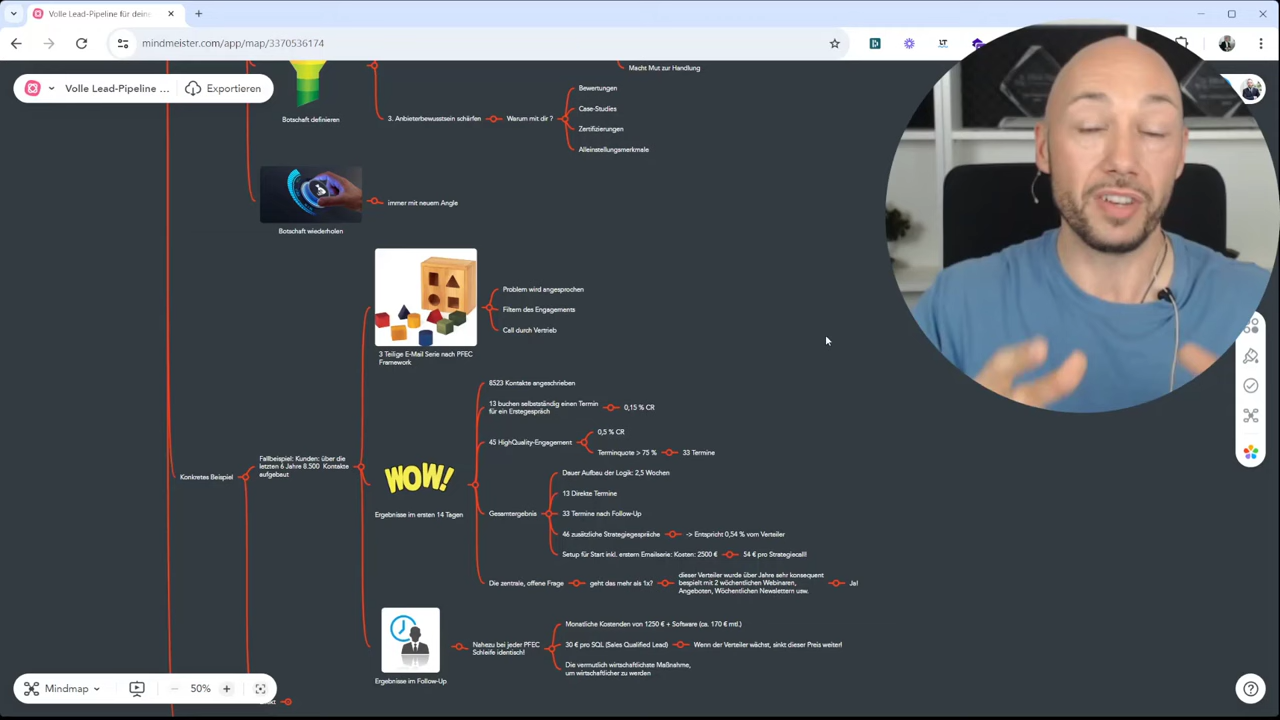 Volle Lead-Pipeline für deine
mindmeister.com/app/map/3370536174
LT
Volle Lead-Pipeline ...
Exportieren
Macht Mut zur Handlung
Botschaft definieren
3. Anbieterbewusstsein schärfen
Warum mit dir ?
Bewertungen
Case-Studies
Zertifizierungen
Alleinstellungsmerkmale
immer mit neuem Angle
Botschaft wiederholen
Problem wird angesprochen
Filtern des Engagements
Call durch Vertrieb
3 Teilige E-Mail Serie nach PFEC
Framework
8523 Kontakte angeschrieben
13 buchen selbstständig einen Termin
für ein Erstegespräch
0,15 % CR
45 HighQuality-Engagement
0,5 % CR
Terminquote > 75 %
33 Termine
Konkretes Beispiel
Fallbeispiel: Kunden: über die
letzten 6 Jahre 8.500 Kontakte
aufgebaut
WOW!
Ergebnisse im ersten 14 Tagen
Gesamtergebnis
Dauer Aufbau der Logik: 2,5 Wochen
13 Direkte Termine
33 Termine nach Follow-Up
46 zusätzliche Strategiegespräche
-> Entspricht 0,54 % vom Verteiler
Setup für Start inkl. erstern Emailserie: Kosten: 2500 €
54 € pro Strategiecall!
Die zentrale, offene Frage
geht das mehr als 1x?
dieser Verteiler wurde über Jahre sehr konsequent
bespielt mit 2 wöchentlichen Webinaren,
Angeboten, Wöchentlichen Newslettern usw.
Ja!
Nahezu bei jeder PFEC
Schleife identisch!
Monatliche Kostenden von 1250 € + Software (ca. 170 € mtl.)
30 € pro SQL (Sales Qualified Lead)
Wenn der Verteiler wächst, sinkt dieser Preis weiter!
Die vermutlich wirtschaftlichste Maßnahme,
um wirtschaftlicher zu werden
Ergebnisse im Follow-Up
Mindmap
50%